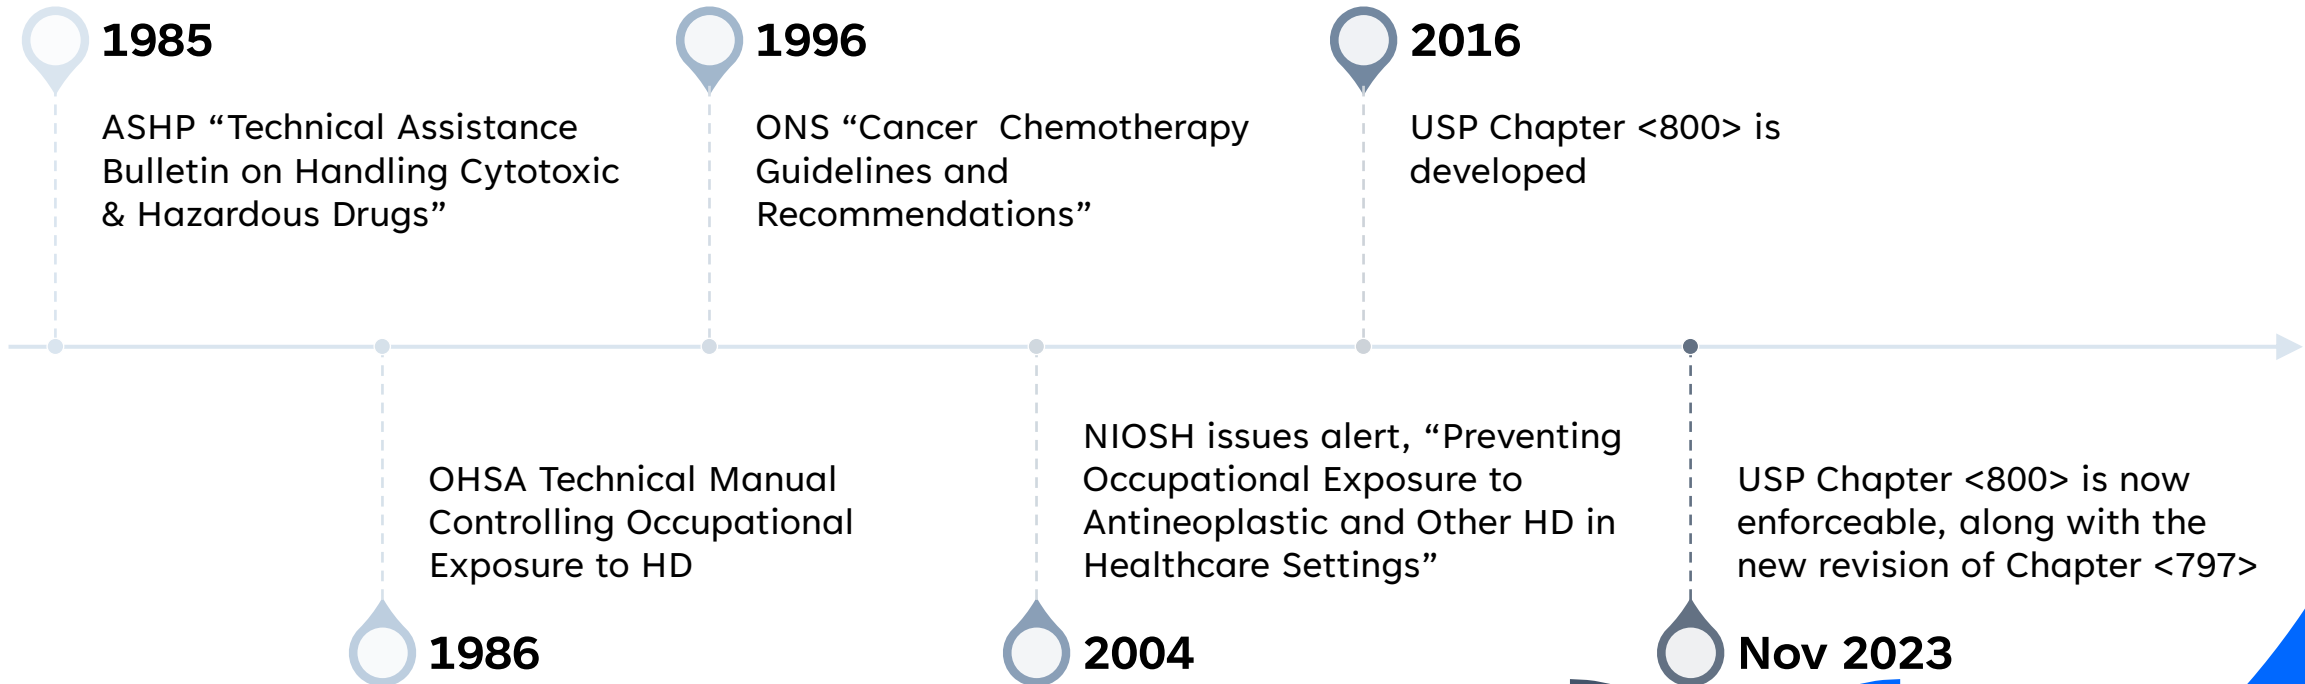 1985
ASHP “Technical Assistance
Bulletin on Handling Cytotoxic
& Hazardous Drugs”
1996
ONS “Cancer  Chemotherapy
Guidelines and
Recommendations”
2016
USP Chapter <800> is
developed
OHSA Technical Manual
Controlling Occupational
Exposure to HD
1986
NIOSH issues alert, “Preventing
Occupational Exposure to
Antineoplastic and Other HD in
Healthcare Settings”
2004
USP Chapter <800> is now
enforceable, along with the
new revision of Chapter <797>
Nov 2023